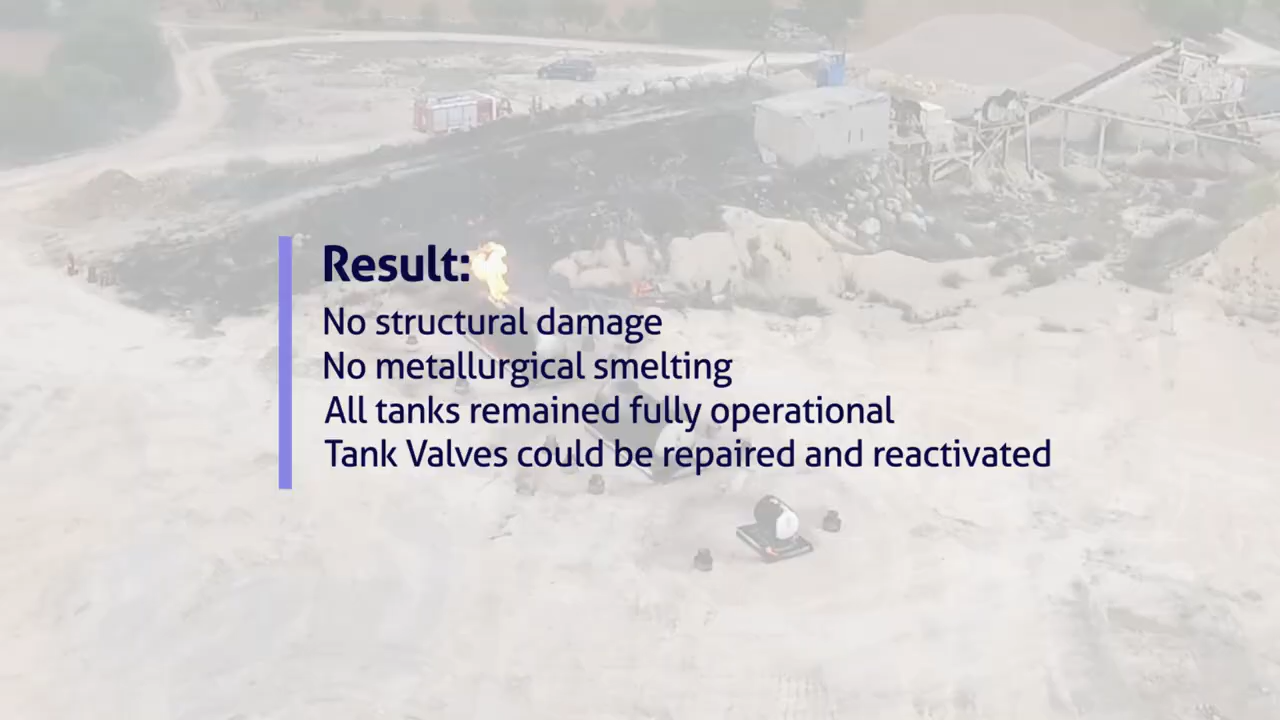 Result:
No structural damage
No metallurgical smelting
All tanks remained fully operational
Tank Valves could be repaired and reactivated